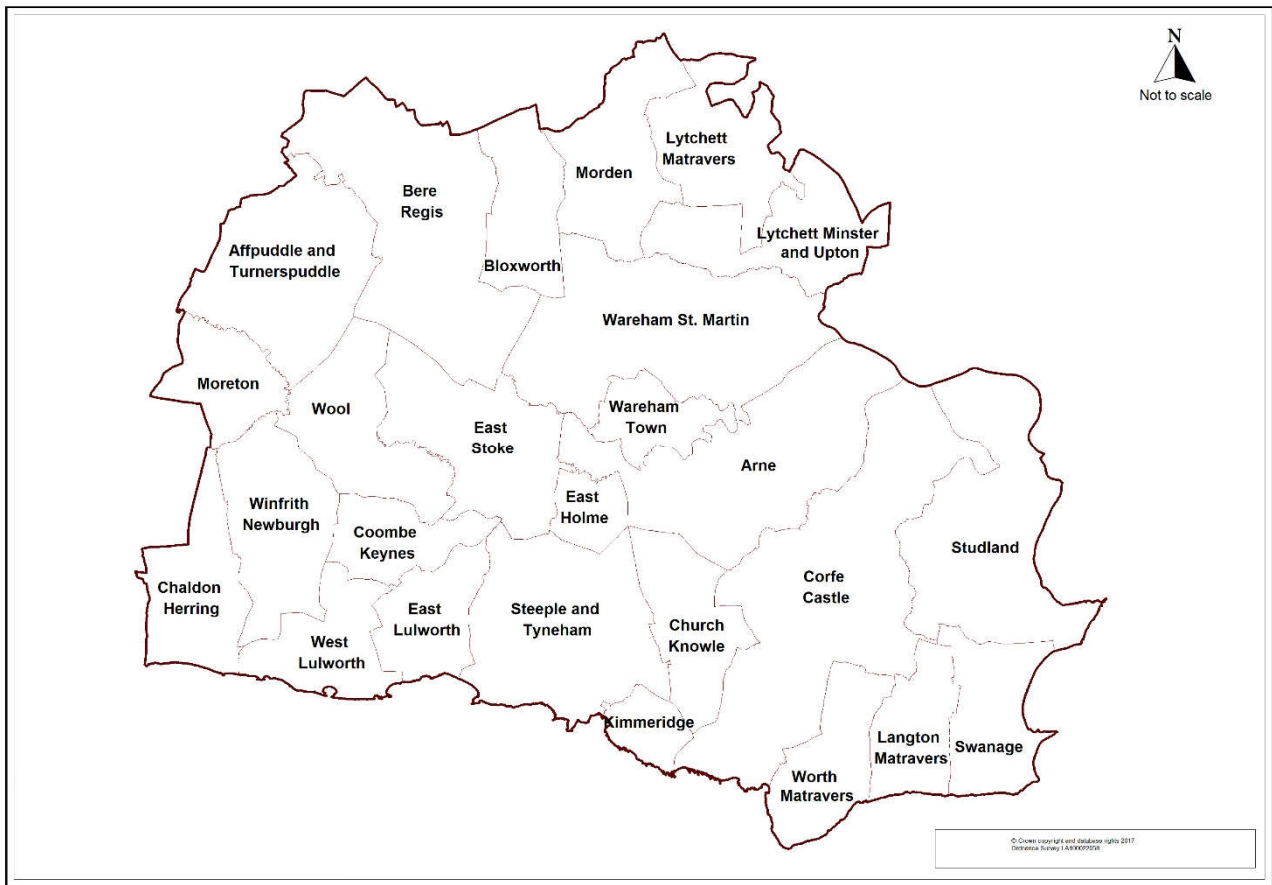 N
Not to scale
Lytchett
Matravers
Morden
Bere
Regis
Lytchett Minster
and Upton
Affpuddle and
Turnerspuddle
Bloxworth
Wareham St. Martin
Moreton
Wool
Wareham
Town
East
Stoke
Arne
Winfrith
Newburgh
East
Holme
Coombe
Keynes
Studland
Chaldon
Herring
Corfe
Castle
East
Lulworth
Steeple and
Tyneham
Church
Knowle
West
Lulworth
Kimmeridge
Langton
Matravers
Swanage
Worth
Matravers
© Crown copyright and database rights 2017
Ordnance Survey LA100022058